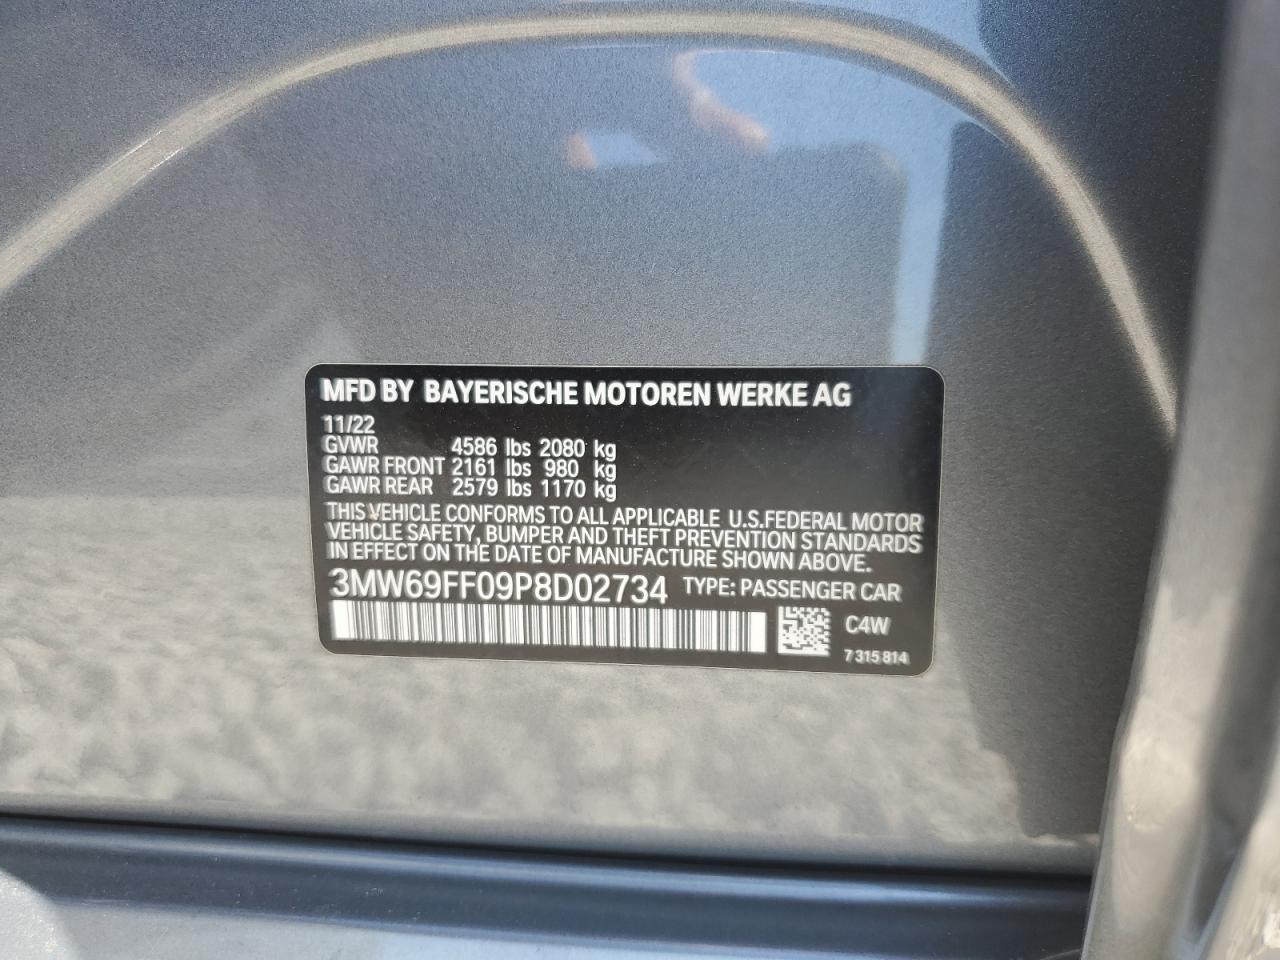 MFD BY BAYERISCHE MOTOREN WERKE AG
11/22
GVWR 4586 lbs 2080 kg
GAWR FRONT 2161 lbs 980 kg
GAWR REAR 2579 lbs 1170 kg
THIS VEHICLE CONFORMS TO ALL APPLICABLE U.S.FEDERAL MOTOR
VEHICLE SAFETY, BUMPER AND THEFT PREVENTION STANDARDS
IN EFFECT ON THE DATE OF MANUFACTURE SHOWN ABOVE.
3MW69FF09P8D02734 TYPE: PASSENGER CAR
C4W
7 315 814